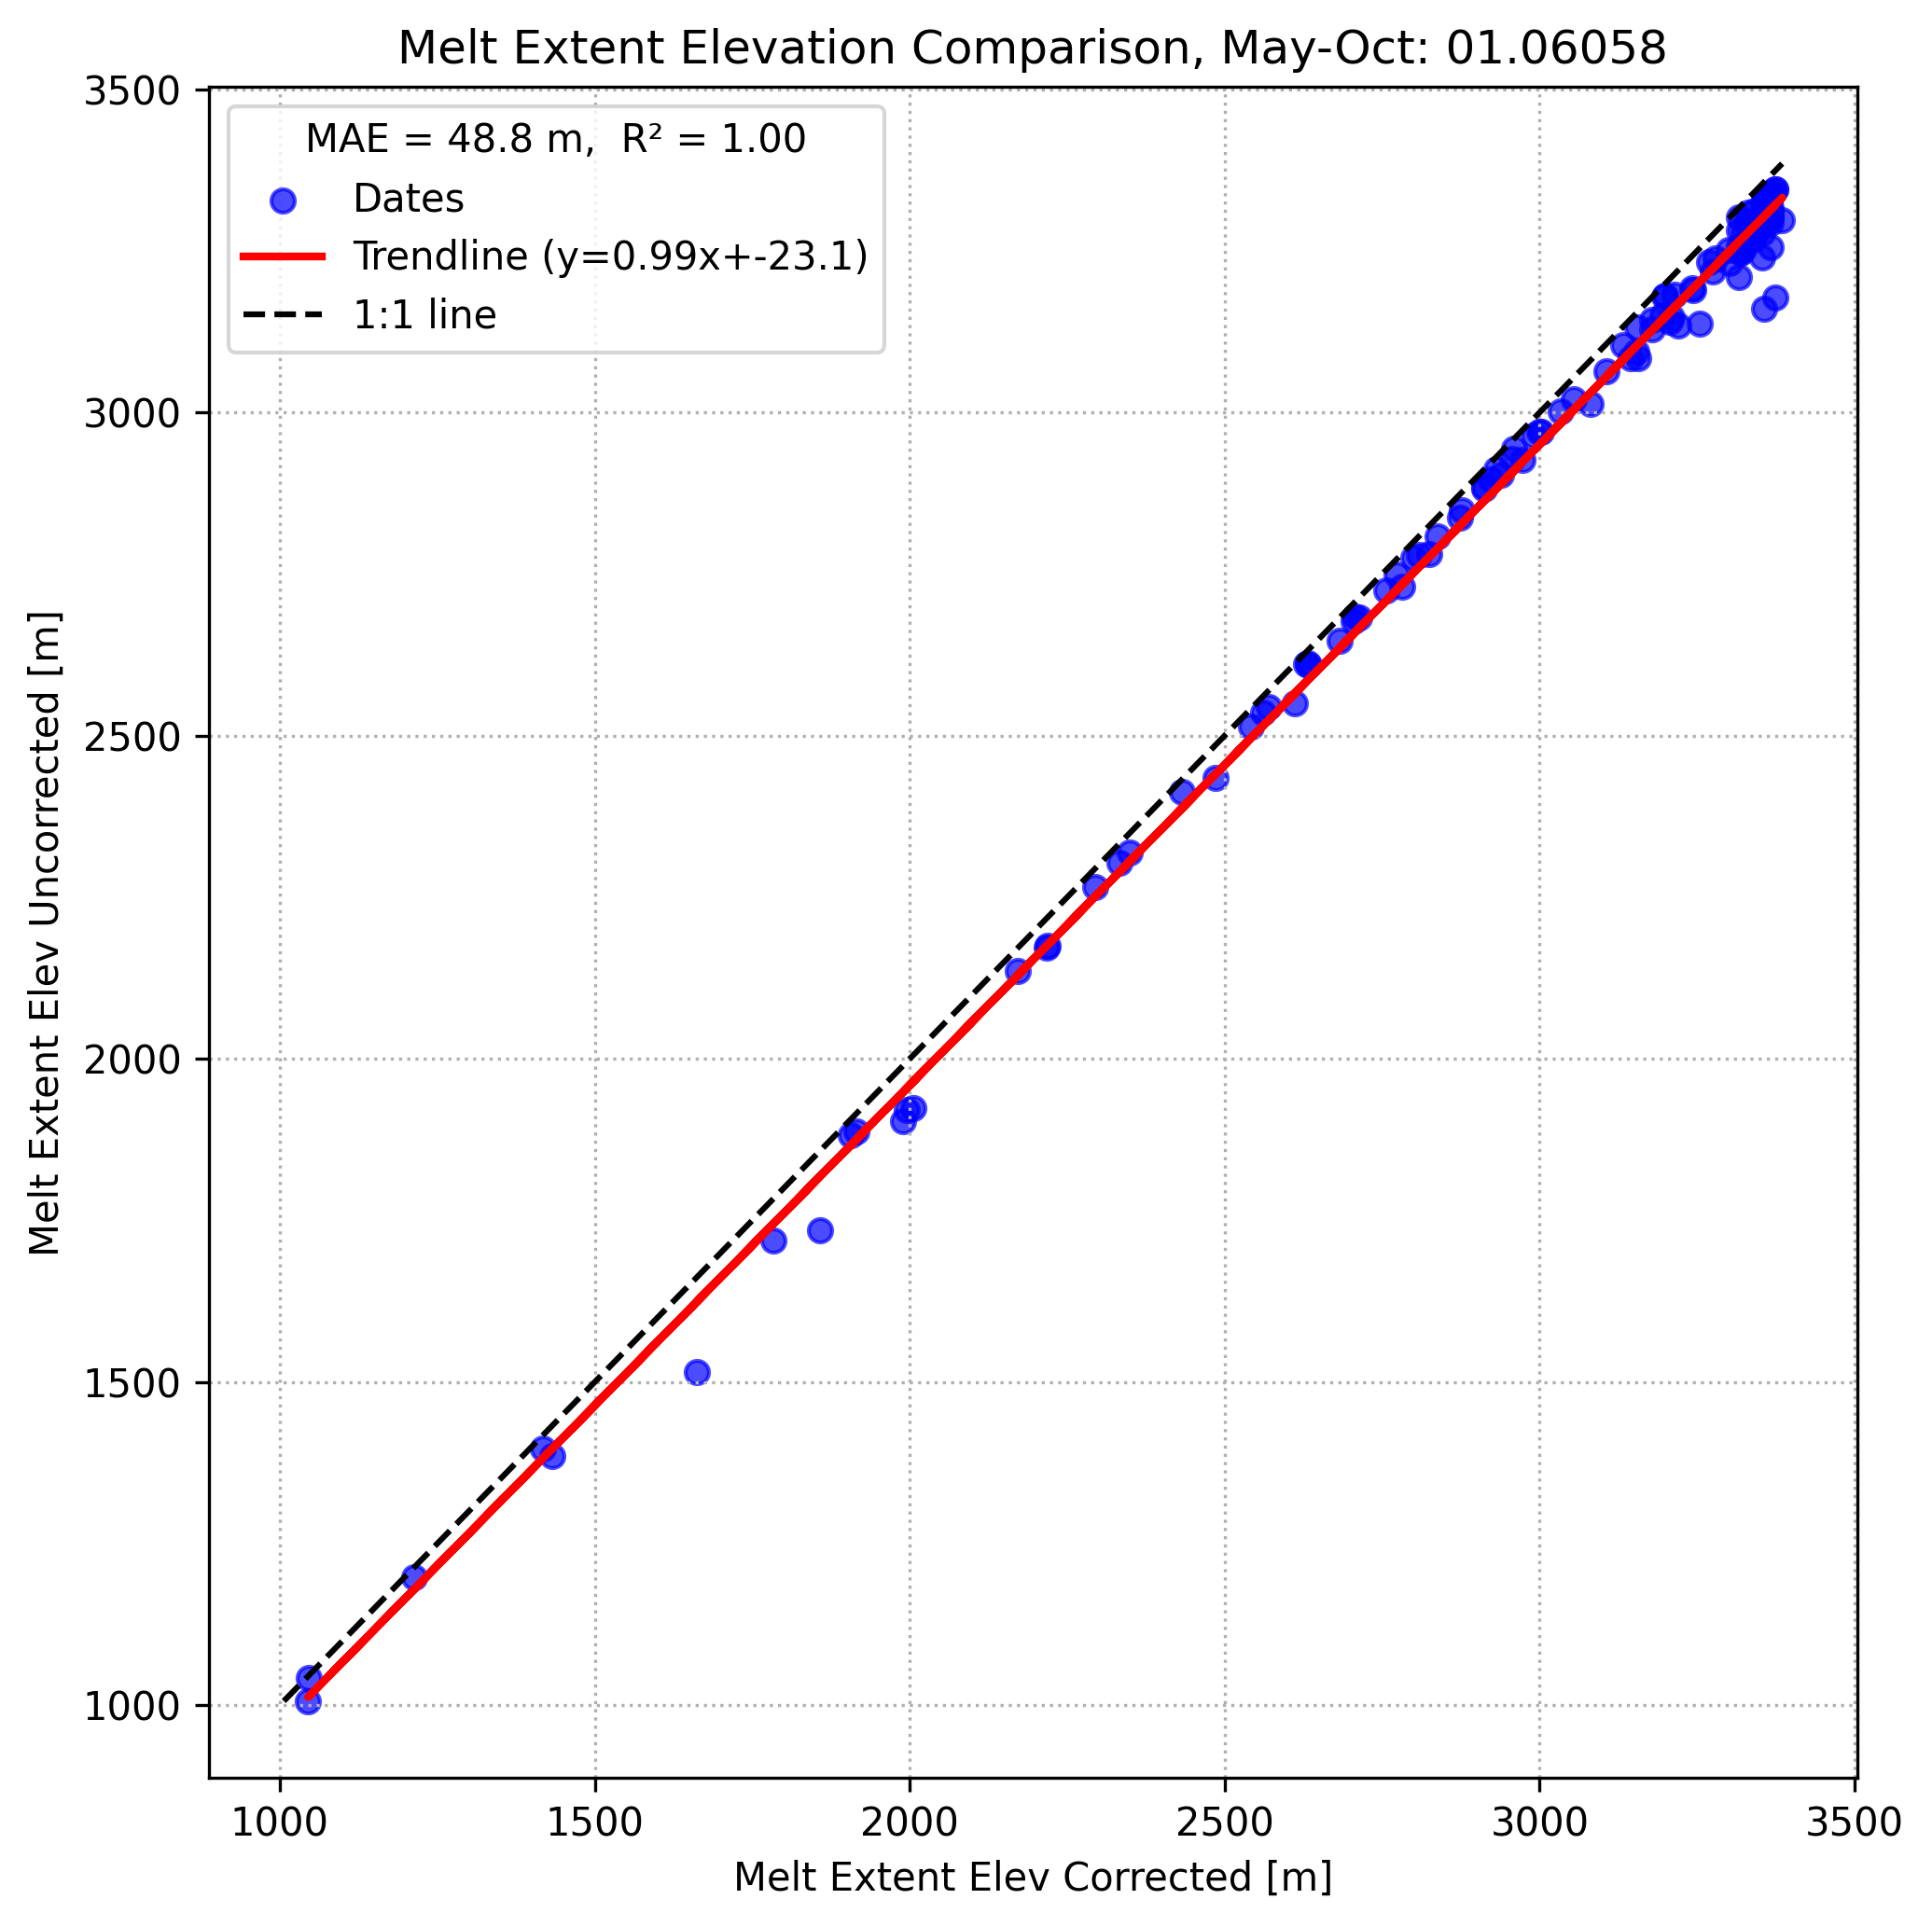 Melt Extent Elevation Comparison, May-Oct: 01.06058
MAE = 48.8 m, R² = 1.00
Dates
Trendline (y=0.99x+-23.1)
1:1 line
3500
3000
2500
2000
1500
1000
Melt Extent Elev Uncorrected [m]
1000 1500 2000 2500 3000 3500
Melt Extent Elev Corrected [m]